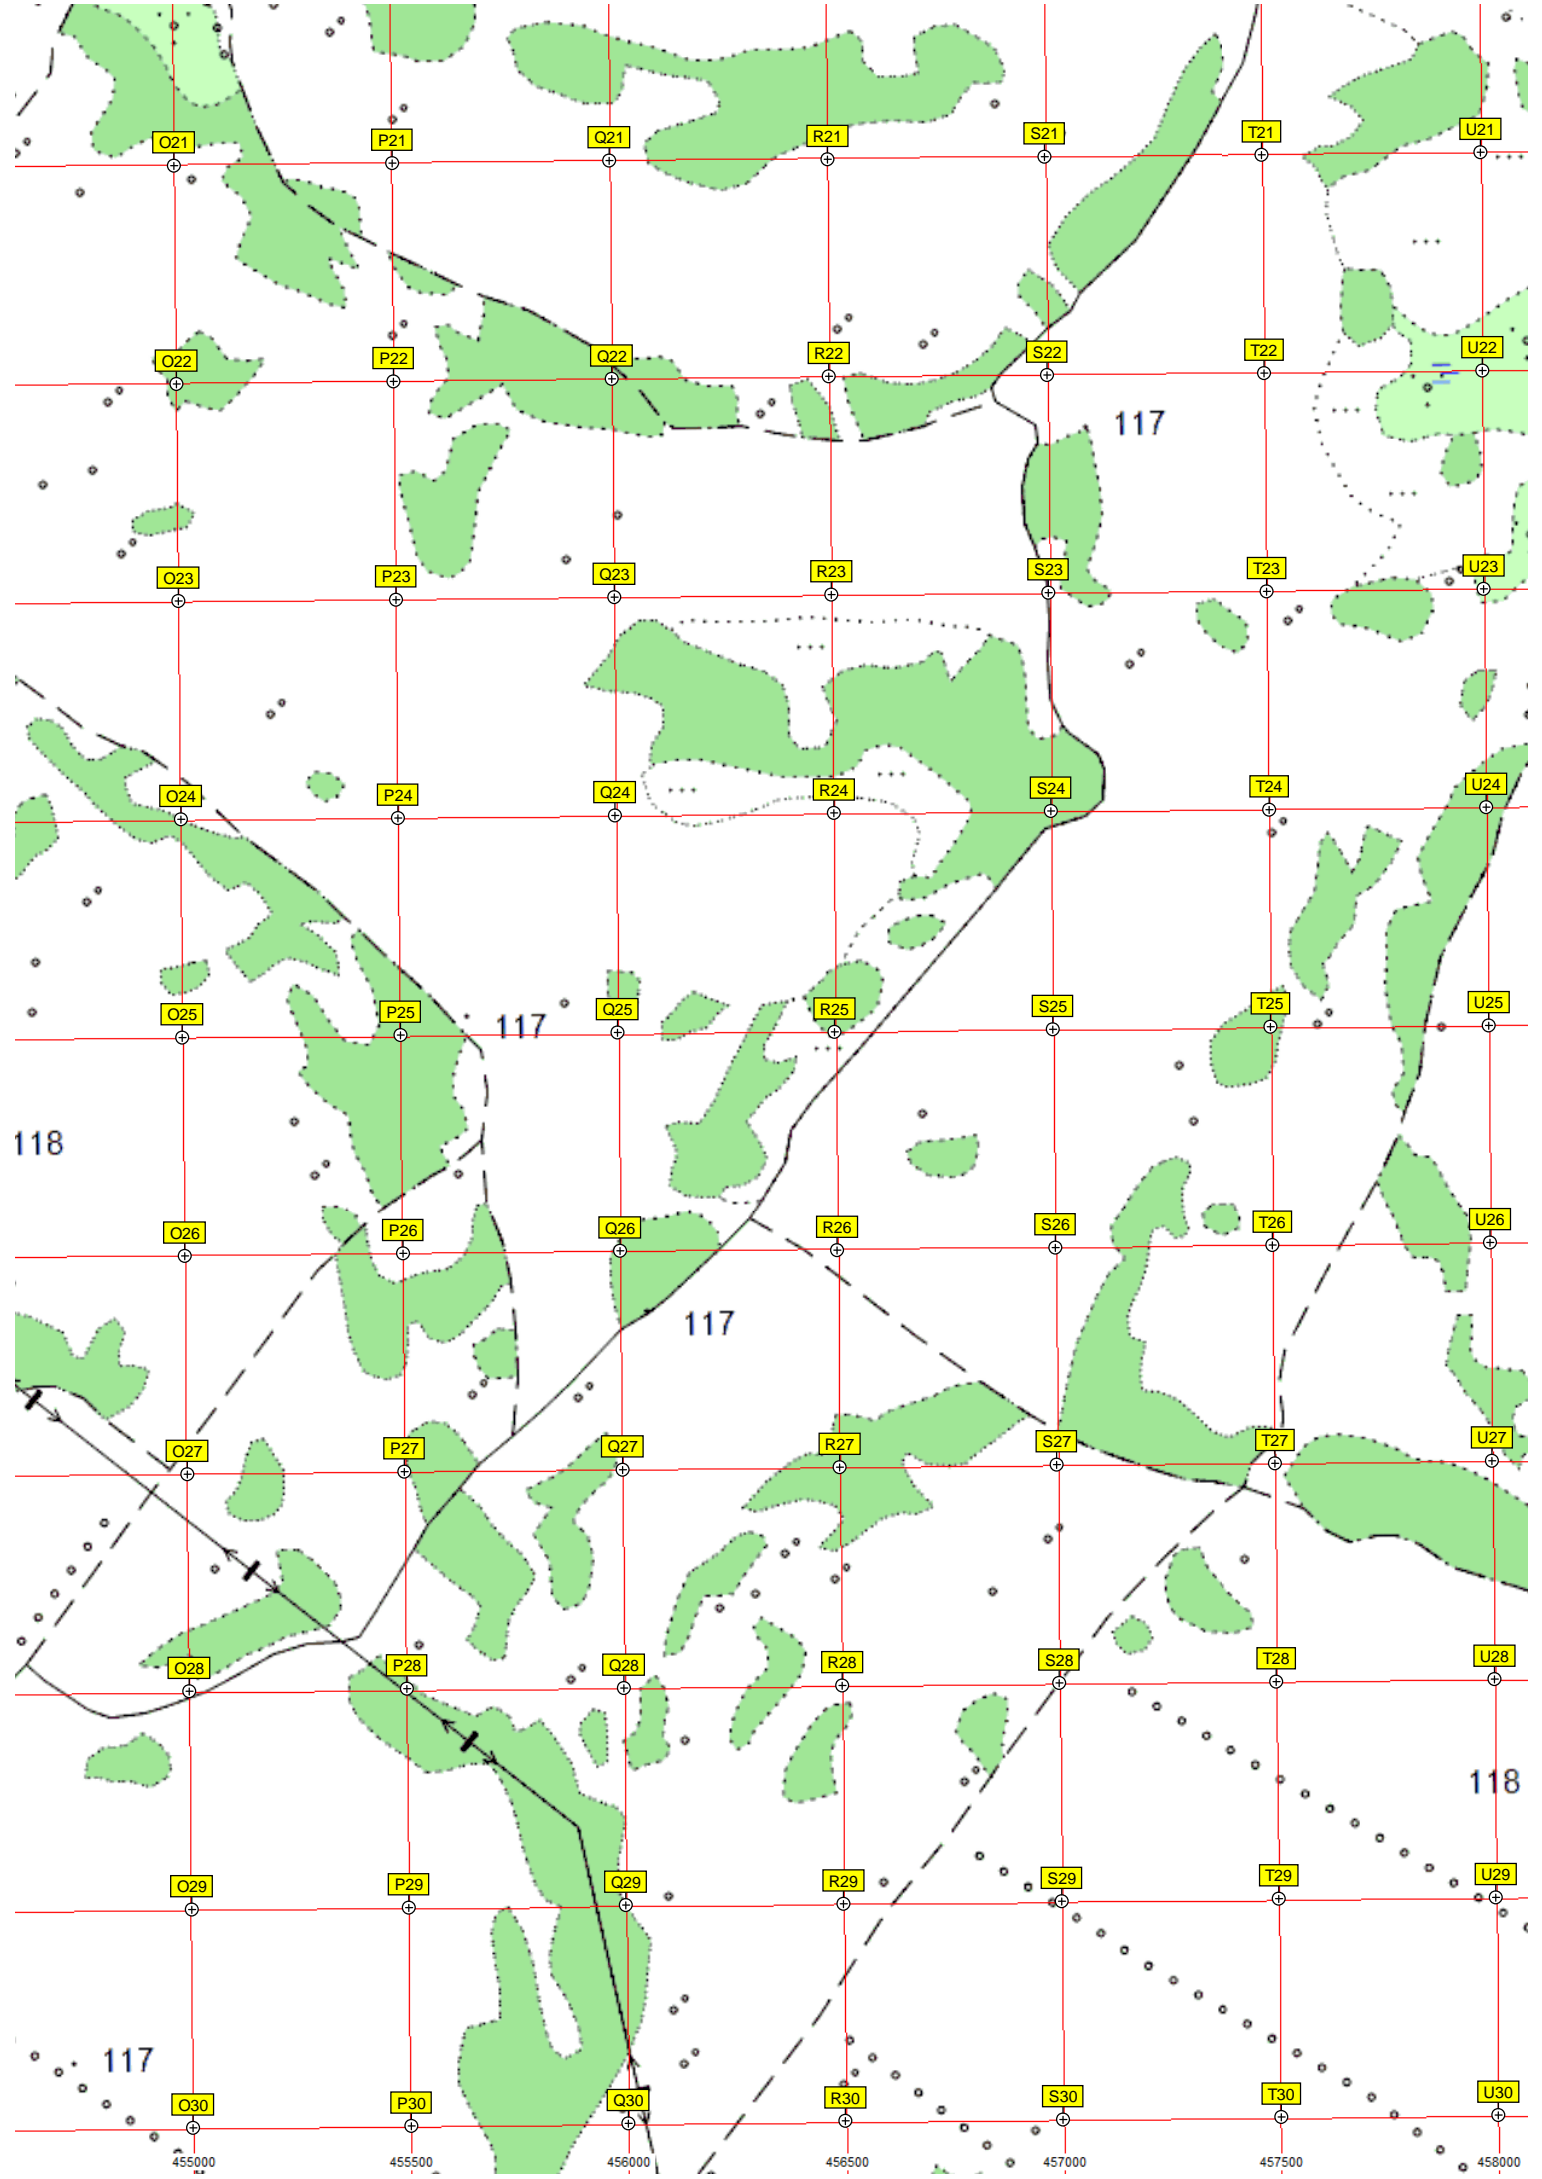 O21 P21 Q21 R21 S21 T21 U21
O22 P22 Q22 R22 S22 T22 U22
117
O23 P23 Q23 R23 S23 T23 U23
O24 P24 Q24 R24 S24 T24 U24
O25 P25 Q25 R25 S25 T25 U25
117
118
O26 P26 Q26 R26 S26 T26 U26
117
O27 P27 Q27 R27 S27 T27 U27
O28 P28 Q28 R28 S28 T28 U28
118
O29 P29 Q29 R29 S29 T29 U29
117
O30 P30 Q30 R30 S30 T30 U30
455000 455500 456000 456500 457000 457500 458000